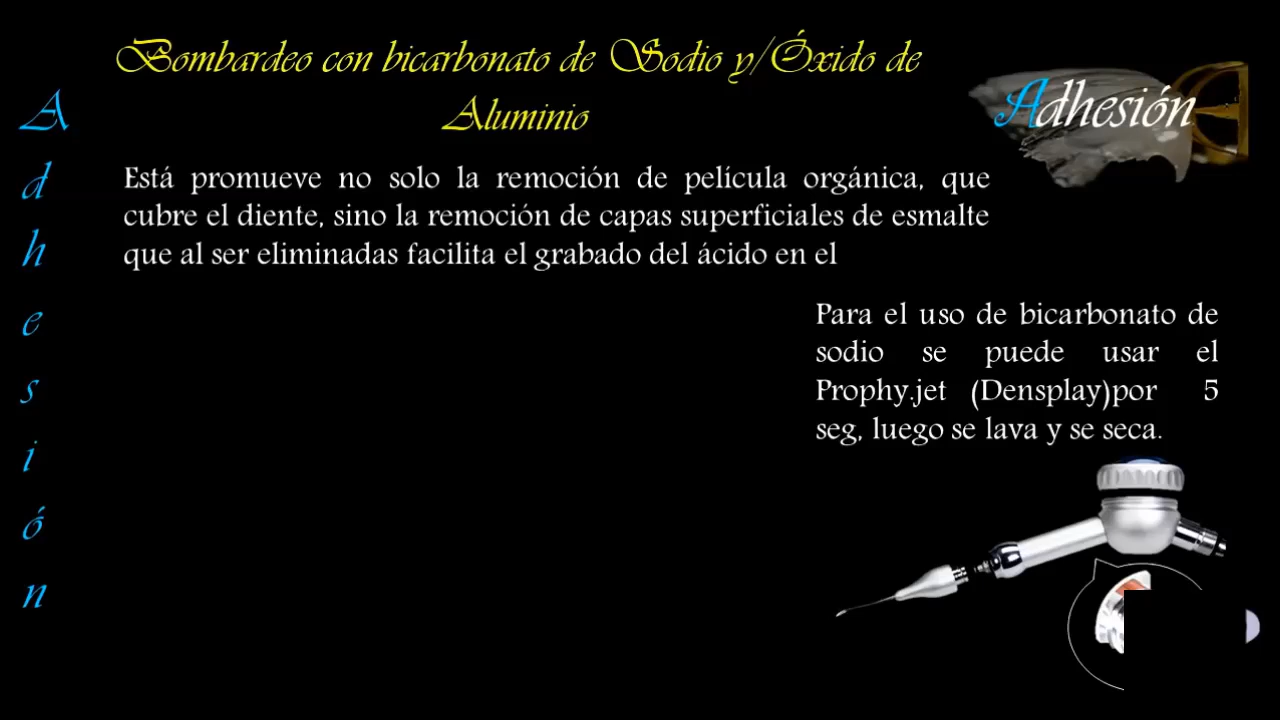 Bombardeo con bicarbonato de Sodio y/Óxido de
Aluminio
Adhesión
Adhesión
Está promueve no solo la remoción de película orgánica, que
cubre el diente, sino la remoción de capas superficiales de esmalte
que al ser eliminadas facilita el grabado del ácido en el
Para el uso de bicarbonato de
sodio se puede usar el
Prophy.jet (Densplay)por 5
seg, luego se lava y se seca.